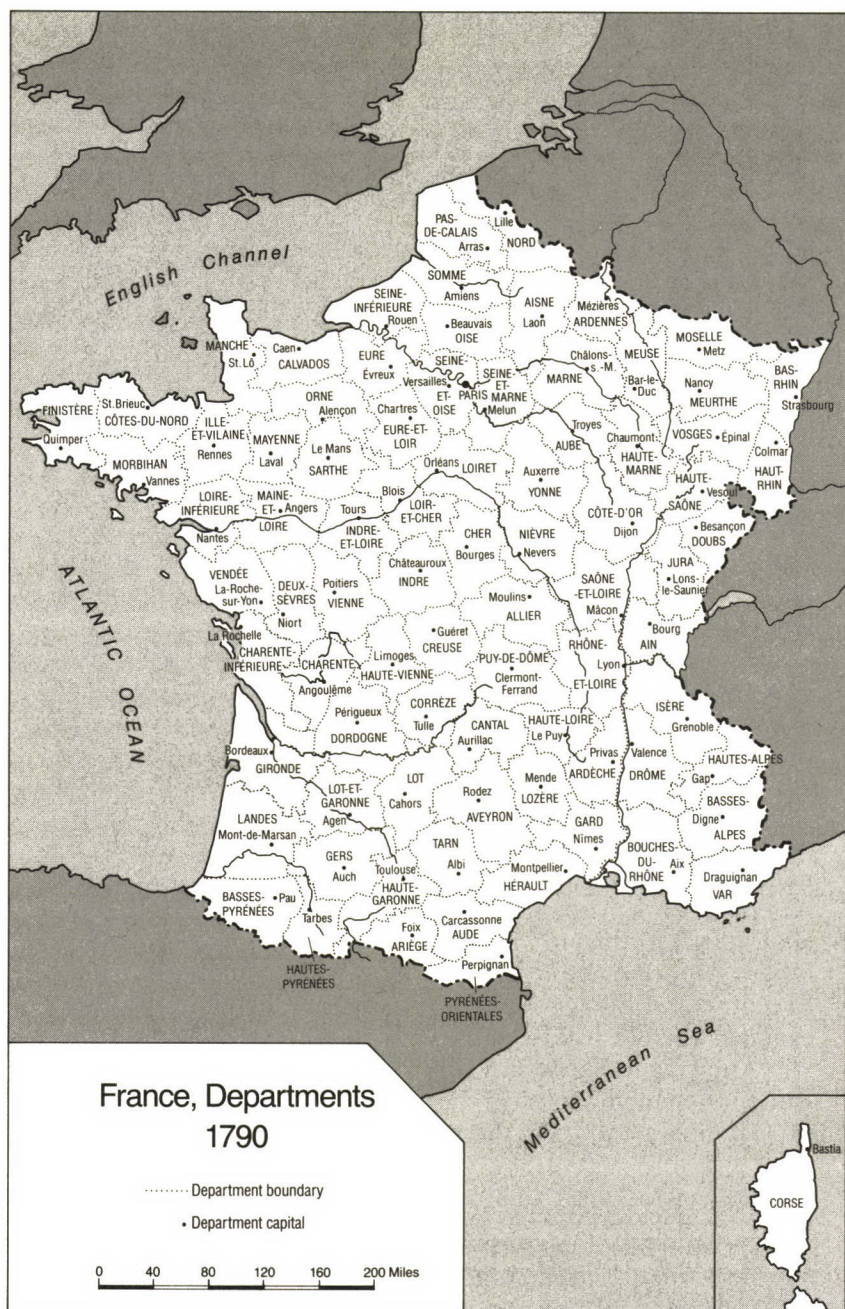 English Channel
ATLANTIC OCEAN
Mediterranean Sea
PAS-
DE-CALAIS
Lille
NORD
Arras
SOMME
Amiens
SEINE-
INFÉRIEURE
Rouen
Beauvais
OISE
AISNE
Laon
Mézières
ARDENNES
MANCHE
St. Lô
Caen
CALVADOS
EURE
Évreux
SEINE-
ET-
OISE
Versailles
PARIS
SEINE-
ET-
MARNE
Melun
MARNE
Châlons-
s.-M.
MEUSE
Bar-le-
Duc
MOSELLE
Metz
Nancy
MEURTHE
BAS-
RHIN
Strasbourg
FINISTÈRE
Quimper
St. Brieuc
CÔTES-DU-NORD
MORBIHAN
Vannes
ILLE-
ET-VILAINE
Rennes
MAYENNE
Laval
ORNE
Alençon
Le Mans
SARTHE
Chartres
EURE-ET-
LOIR
Orléans
LOIRET
Troyes
AUBE
Auxerre
YONNE
Chaumont
HAUTE-
MARNE
VOSGES
Épinal
Colmar
HAUT-
RHIN
LOIRE-
INFÉRIEURE
Nantes
MAINE-
ET-
LOIRE
Angers
Tours
INDRE-
ET-LOIRE
Blois
LOIR-
ET-CHER
CHER
Bourges
NIÈVRE
Nevers
CÔTE-D'OR
Dijon
HAUTE-
SAÔNE
Vesoul
Besançon
DOUBS
JURA
Lons-
le-Saunier
VENDÉE
La-Roche-
sur-Yon
DEUX-
SÈVRES
Niort
Poitiers
VIENNE
Châteauroux
INDRE
Moulins
ALLIER
SAÔNE-
ET-LOIRE
Mâcon
Bourg
AIN
La Rochelle
CHARENTE-
INFÉRIEURE
CHARENTE
Angoulême
Limoges
HAUTE-VIENNE
Guéret
CREUSE
PUY-DE-DÔME
Clermont-
Ferrand
RHÔNE-
ET-LOIRE
Lyon
ISÈRE
Grenoble
Périgueux
DORDOGNE
CORRÈZE
Tulle
CANTAL
Aurillac
HAUTE-LOIRE
Le Puy
Privas
ARDÈCHE
Valence
DRÔME
HAUTES-ALPES
Gap
Bordeaux
GIRONDE
LOT-ET-
GARONNE
Agen
LOT
Cahors
Rodez
AVEYRON
Mende
LOZÈRE
GARD
Nîmes
BASSES-
ALPES
Digne
LANDES
Mont-de-Marsan
GERS
Auch
Toulouse
HAUTE-
GARONNE
TARN
Albi
Montpellier
HÉRAULT
BOUCHES-
DU-
RHÔNE
Aix
Draguignan
VAR
BASSES-
PYRÉNÉES
Pau
Tarbes
HAUTES-
PYRÉNÉES
Foix
ARIÈGE
Carcassonne
AUDE
Perpignan
PYRÉNÉES-
ORIENTALES
France, Departments
1790
Department boundary
Department capital
0 40 80 120 160 200 Miles
Bastia
CORSE